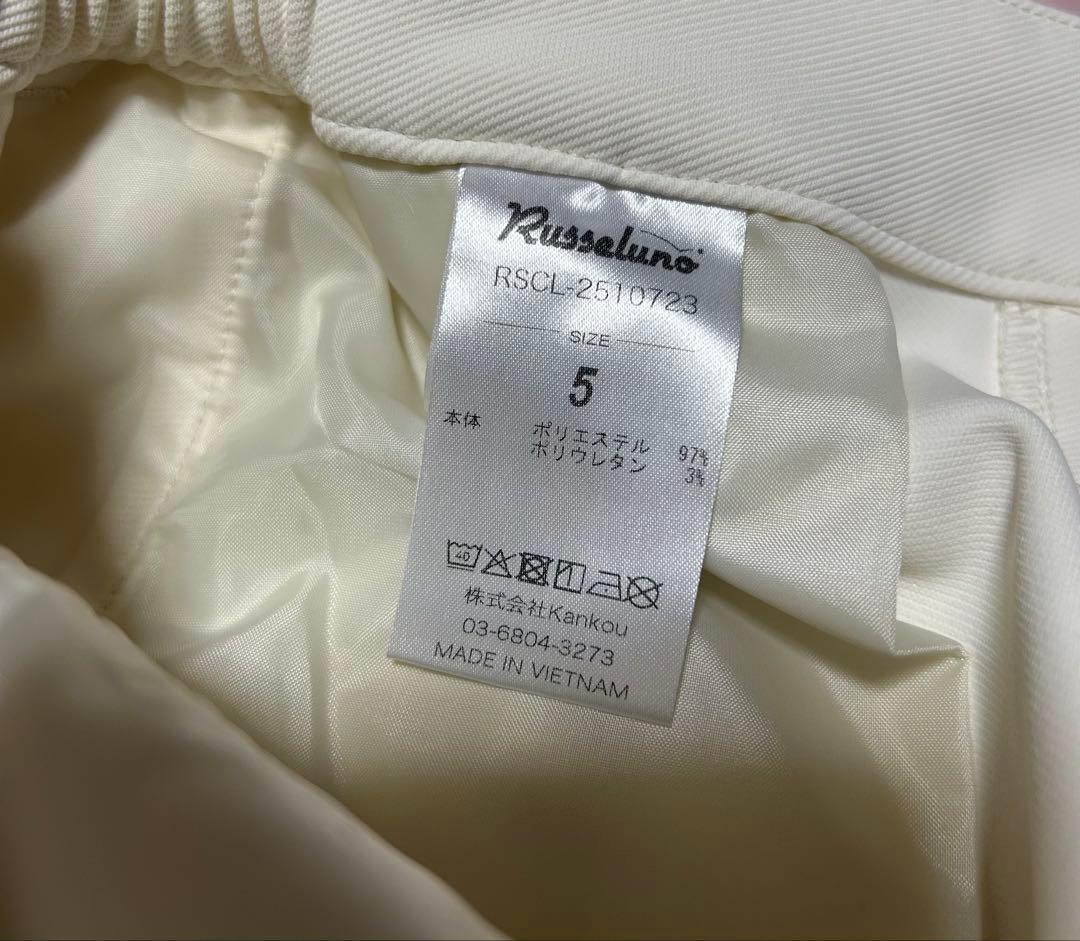 Russeluno
RSCL-2510723
SIZE
5
本体 ポリエステル 97%
ポリウレタン 3%
40
株式会社Kankou
03-6804-3273
MADE IN VIETNAM